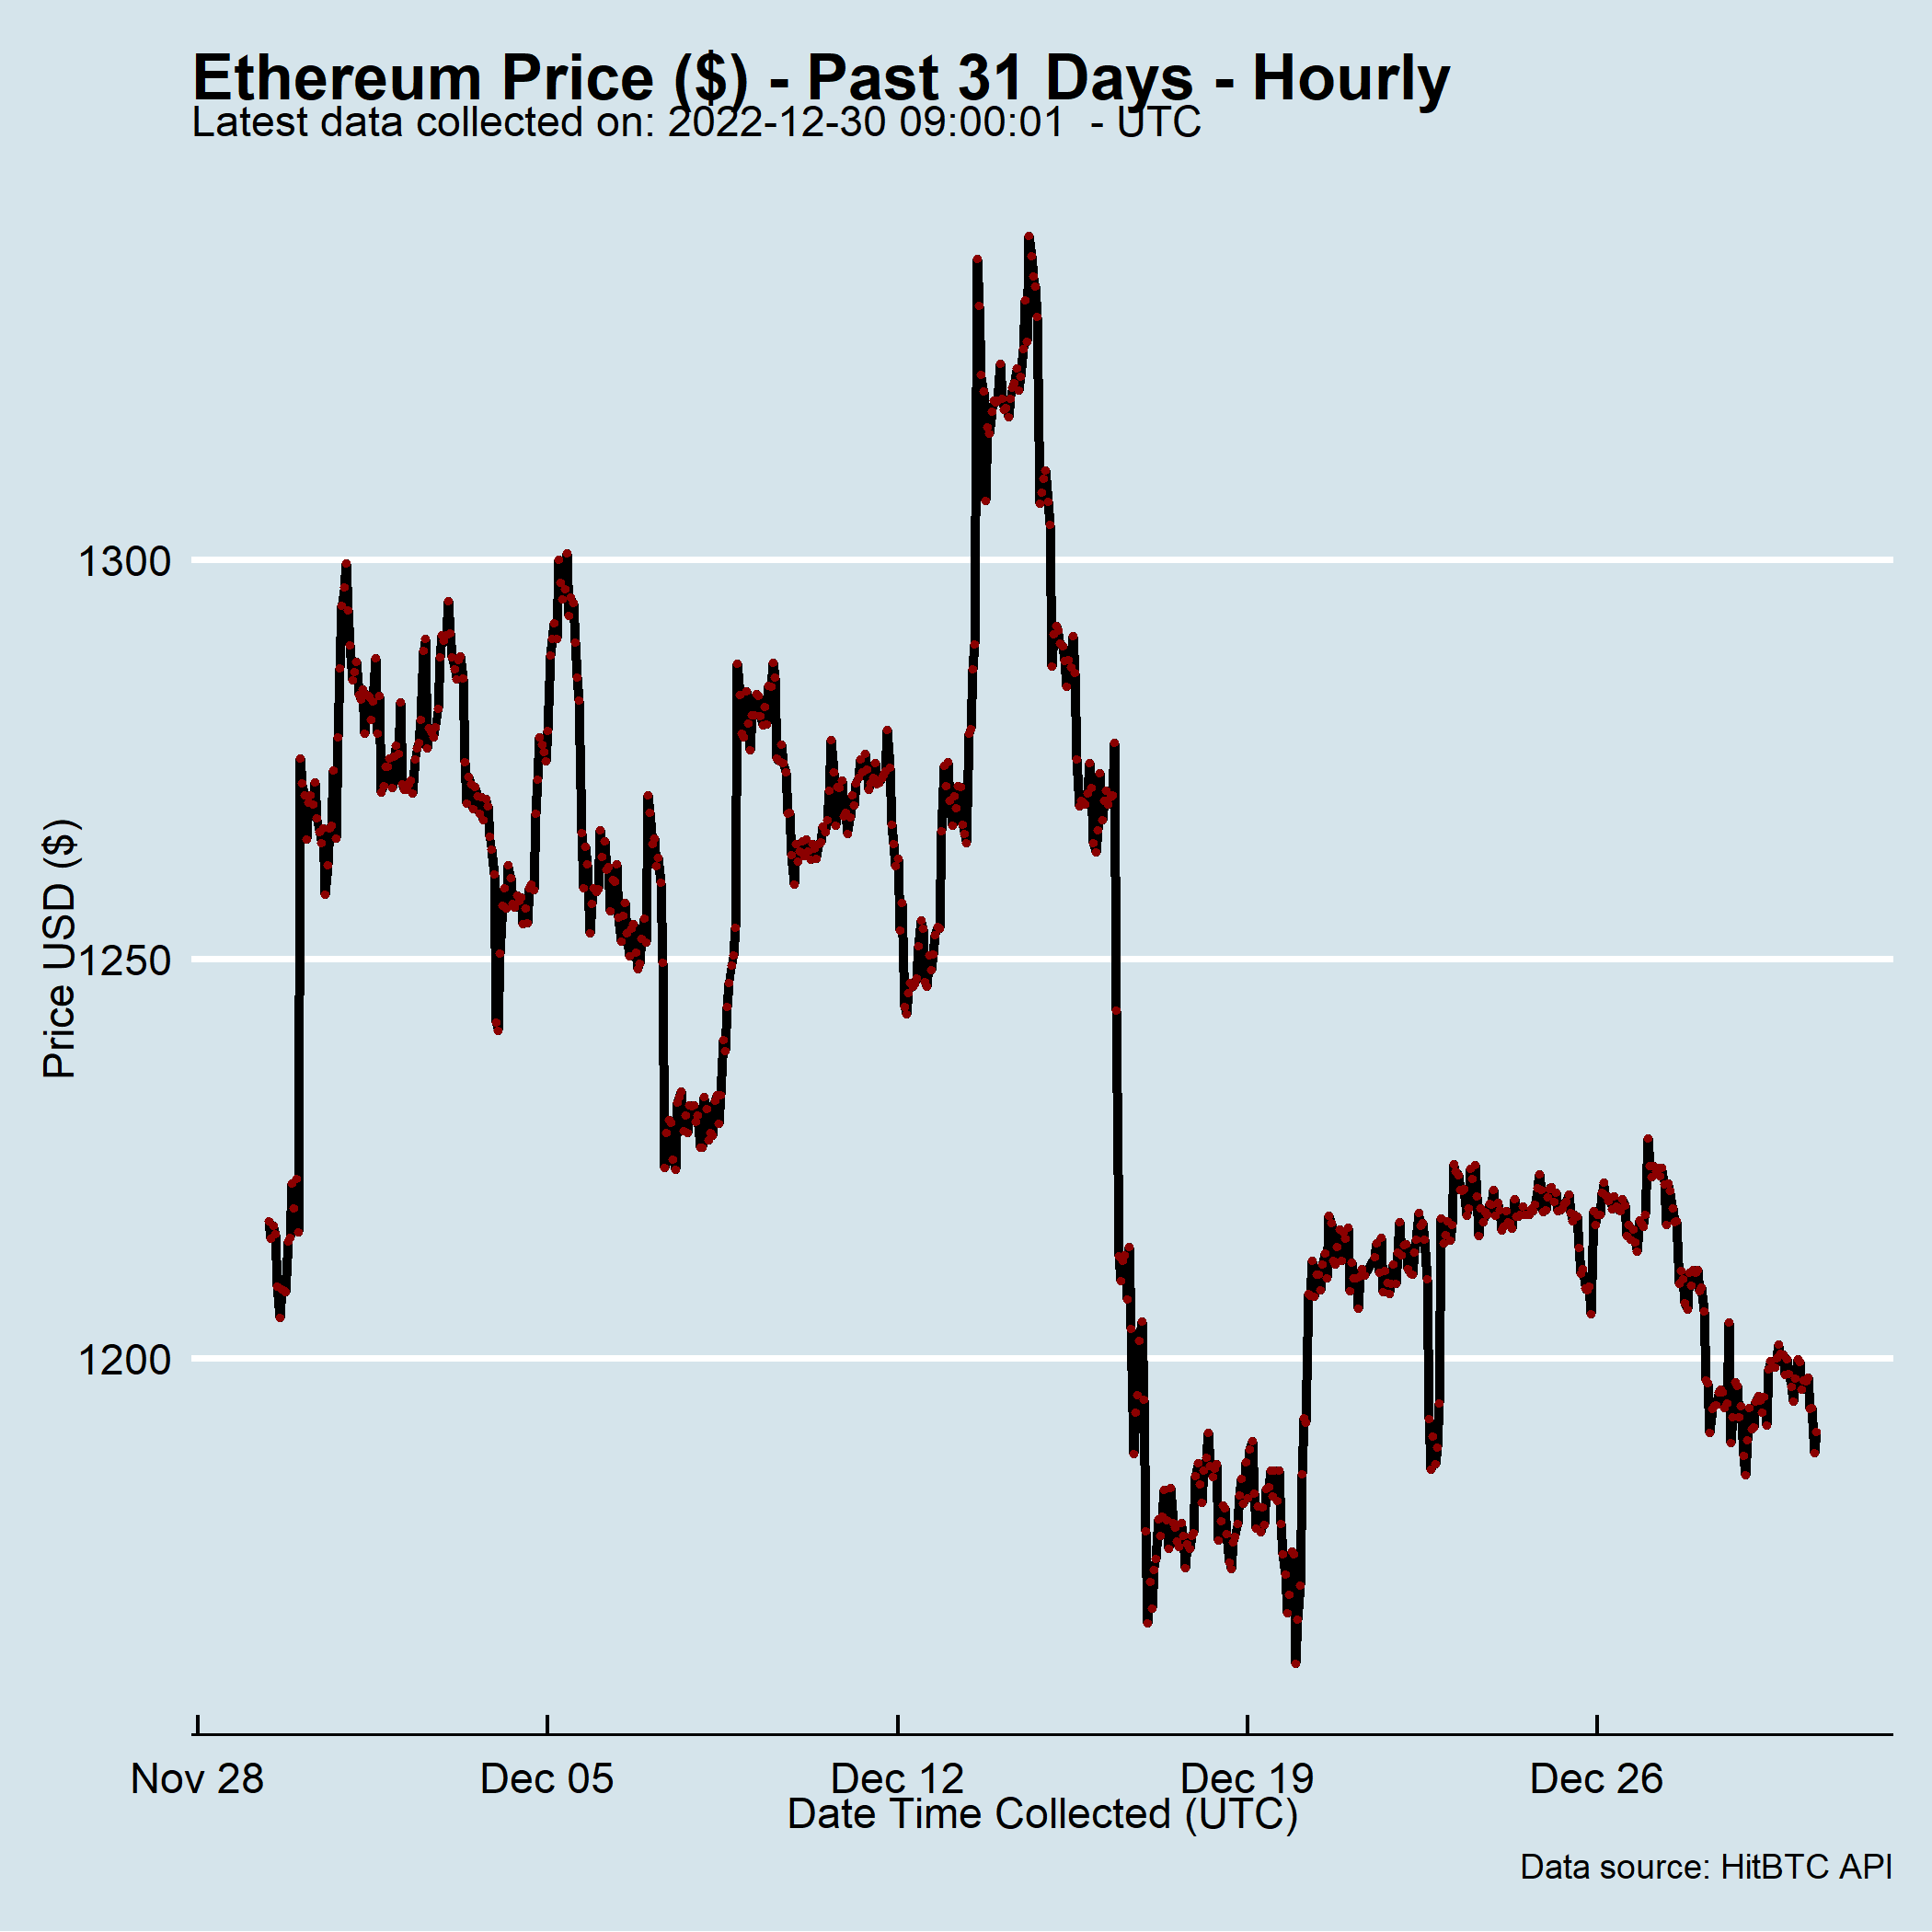 Ethereum Price ($) - Past 31 Days - Hourly
Latest data collected on: 2022-12-30 09:00:01  - UTC
Price USD ($)
1300
1250
1200
Nov 28
Dec 05
Dec 12
Dec 19
Dec 26
Date Time Collected (UTC)
Data source: HitBTC API